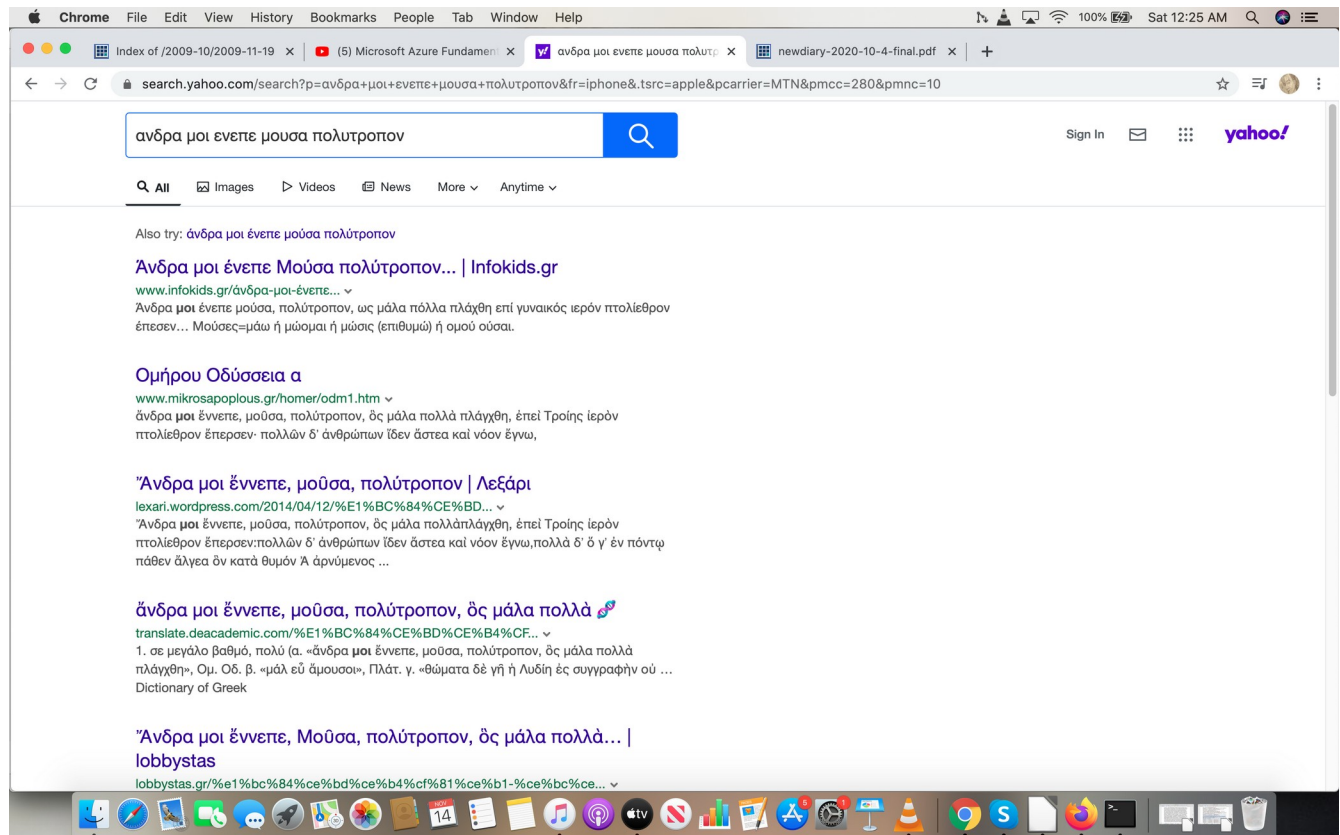 Chrome File Edit View History Bookmarks People Tab Window Help 100% Sat 12:25 AM
Index of /2009-10/2009-11-19 (5) Microsoft Azure Fundamen ανδρα μοι ενεπε μουσα πολυτρ newdiary-2020-10-4-final.pdf
search.yahoo.com/search?p=ανδρα+μοι+ενεπε+μουσα+πολυτροπον&fr=iphone&.tsrc=apple&pcarrier=MTN&pmcc=280&pmnc=10
ανδρα μοι ενεπε μουσα πολυτροπον Sign In yahoo!
All Images Videos News More Anytime
Also try: άνδρα μοι ένεπε μούσα πολύτροπον
Άνδρα μοι ένεπε Μούσα πολύτροπον... | Infokids.gr
www.infokids.gr/άνδρα-μοι-ένεπε...
Άνδρα μοι ένεπε μούσα, πολύτροπον, ως μάλα πόλλα πλάχθη επί γυναικός ιερόν πτολίεθρον
έπεσεν… Μούσες=μάω ή μώομαι ή μώσις (επιθυμώ) ή ομού ούσαι.
Ομήρου Οδύσσεια α
www.mikrosapoplous.gr/homer/odm1.htm
ἄνδρα μοι ἔννεπε, μοῦσα, πολύτροπον, ὃς μάλα πολλὰ πλάγχθη, ἐπεὶ Τροίης ἱερὸν
πτολίεθρον ἔπερσεν· πολλῶν δ' ἀνθρώπων ἴδεν ἄστεα καὶ νόον ἔγνω,
Ἄνδρα μοι ἔννεπε, μοῦσα, πολύτροπον | Λεξάρι
lexari.wordpress.com/2014/04/12/%E1%BC%84%CE%BD...
Ἄνδρα μοι ἔννεπε, μοῦσα, πολύτροπον, ὃς μάλα πολλὰπλάγχθη, ἐπεὶ Τροίης ἱερὸν
πτολίεθρον ἔπερσεν:πολλῶν δ' ἀνθρώπων ἴδεν ἄστεα καὶ νόον ἔγνω,πολλὰ δ' ὅ γ' ἐν πόντῳ
πάθεν ἄλγεα ὃν κατὰ θυμόν Ἀ ἀρνύμενος ...
ἄνδρα μοι ἔννεπε, μοῦσα, πολύτροπον, ὃς μάλα πολλὰ 🧬
translate.deacademic.com/%E1%BC%84%CE%BD%CE%B4%CF...
1. σε μεγάλο βαθμό, πολύ (α. «ἄνδρα μοι ἔννεπε, μοῦσα, πολύτροπον, ὃς μάλα πολλὰ
πλάγχθη», Ομ. Οδ. β. «μάλ εὖ ἄμουσοι», Πλάτ. γ. «θώματα δὲ γῆ ἡ Λυδίη ἐς συγγραφὴν οὐ …
Dictionary of Greek
Ἄνδρα μοι ἔννεπε, Μοῦσα, πολύτροπον, ὃς μάλα πολλὰ… |
lobbystas
lobbystas.gr/%e1%bc%84%ce%bd%ce%b4%cf%81%ce%b1-%ce%bc%ce...
NOV
14
tv
5
1